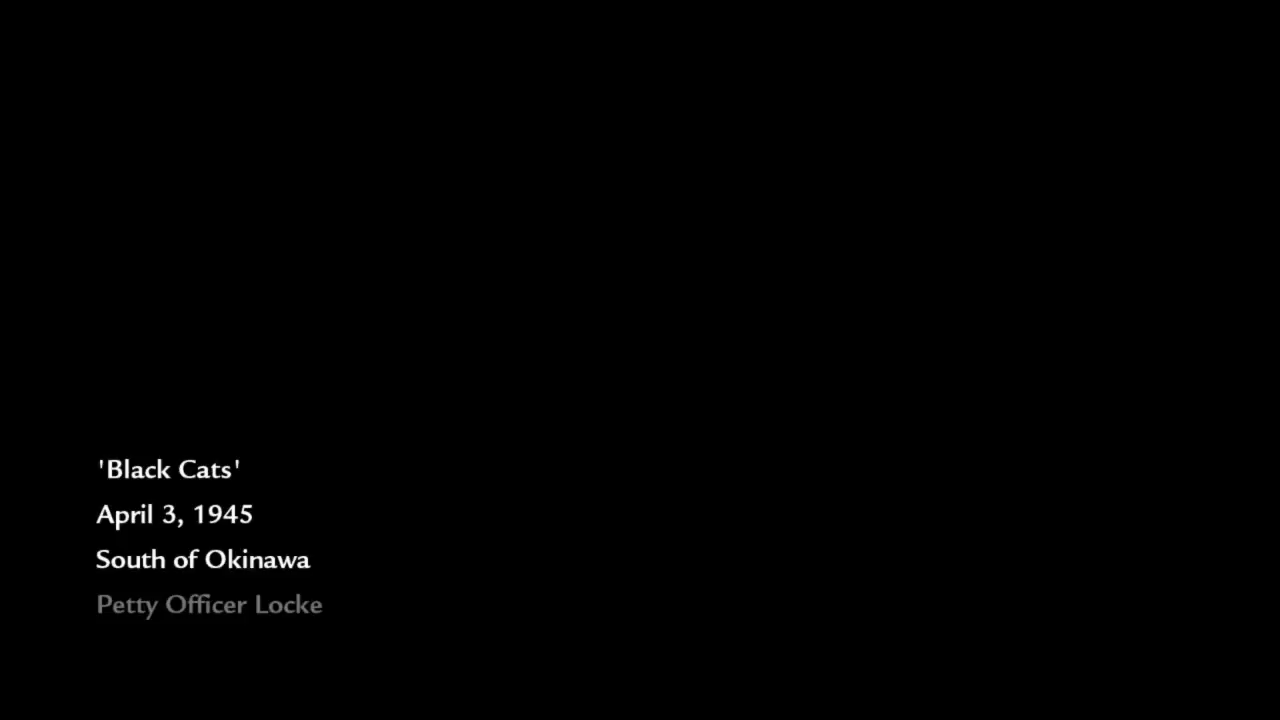 'Black Cats'
April 3, 1945
South of Okinawa
Petty Officer Locke